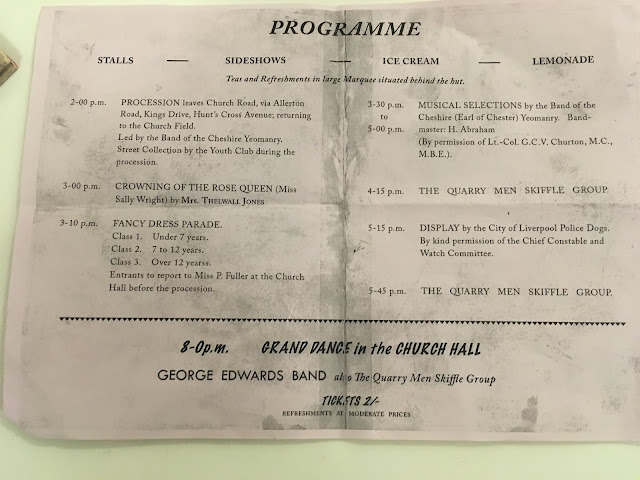 PROGRAMME
STALLS — SIDESHOWS — ICE CREAM — LEMONADE
Teas and Refreshments in large Marquee situated behind the hut.
2-00 p.m. PROCESSION leaves Church Road, via Allerton
Road, Kings Drive, Hunt's Cross Avenue; returning
to the Church Field.
Led by the Band of the Cheshire Yeomanry.
Street Collection by the Youth Club during the
procession.
3-00 p.m. CROWNING OF THE ROSE QUEEN (Miss
Sally Wright) by Mrs. THELWALL JONES
3-10 p.m. FANCY DRESS PARADE.
Class 1. Under 7 years.
Class 2. 7 to 12 years.
Class 3. Over 12 yearss.
Entrants to report to Miss P. Fuller at the Church
Hall before the procession.
3-30 p.m. MUSICAL SELECTIONS by the Band of the
to Cheshire (Earl of Chester) Yeomanry. Band-
5-00 p.m. master: H. Abraham
(By permission of Lt.-Col. G.C.V. Churton, M.C.,
M.B.E.).
4-15 p.m. THE QUARRY MEN SKIFFLE GROUP.
5-15 p.m. DISPLAY by the City of Liverpool Police Dogs.
By kind permission of the Chief Constable and
Watch Committee.
5-45 p.m. THE QUARRY MEN SKIFFLE GROUP.
8-0p.m. GRAND DANCE in the CHURCH HALL
GEORGE EDWARDS BAND also The Quarry Men Skiffle Group
TICKETS 2/-
REFRESHMENTS AT MODERATE PRICES